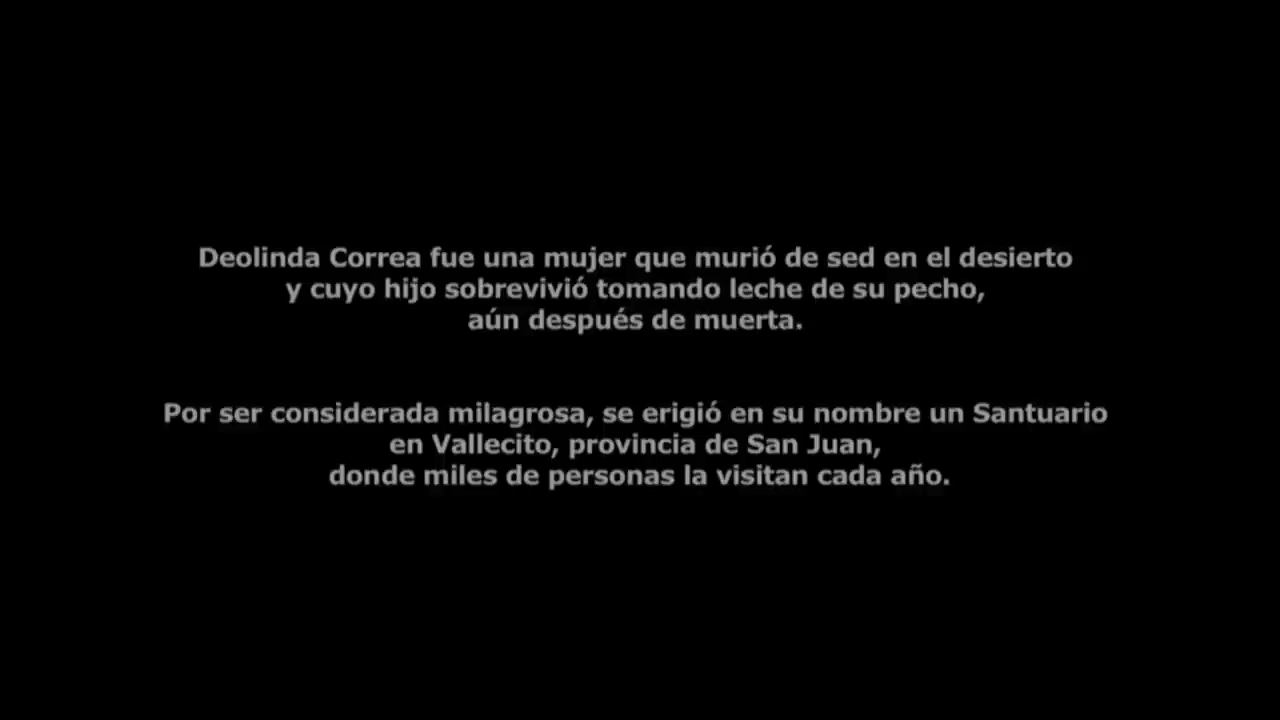 Deolinda Correa fue una mujer que murió de sed en el desierto
y cuyo hijo sobrevivió tomando leche de su pecho,
aún después de muerta.
Por ser considerada milagrosa, se erigió en su nombre un Santuario
en Vallecito, provincia de San Juan,
donde miles de personas la visitan cada año.